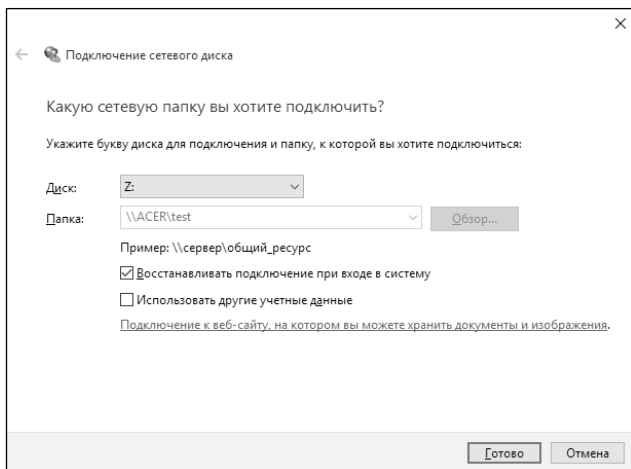 Подключение сетевого диска
Какую сетевую папку вы хотите подключить?
Укажите букву диска для подключения и папку, к которой вы хотите подключиться:
Диск: Z:
Папка: \\ACER\test Обзор...
Пример: \\сервер\общий_ресурс
Восстанавливать подключение при входе в систему
Использовать другие учетные данные
Подключение к веб-сайту, на котором вы можете хранить документы и изображения.
Готово Отмена